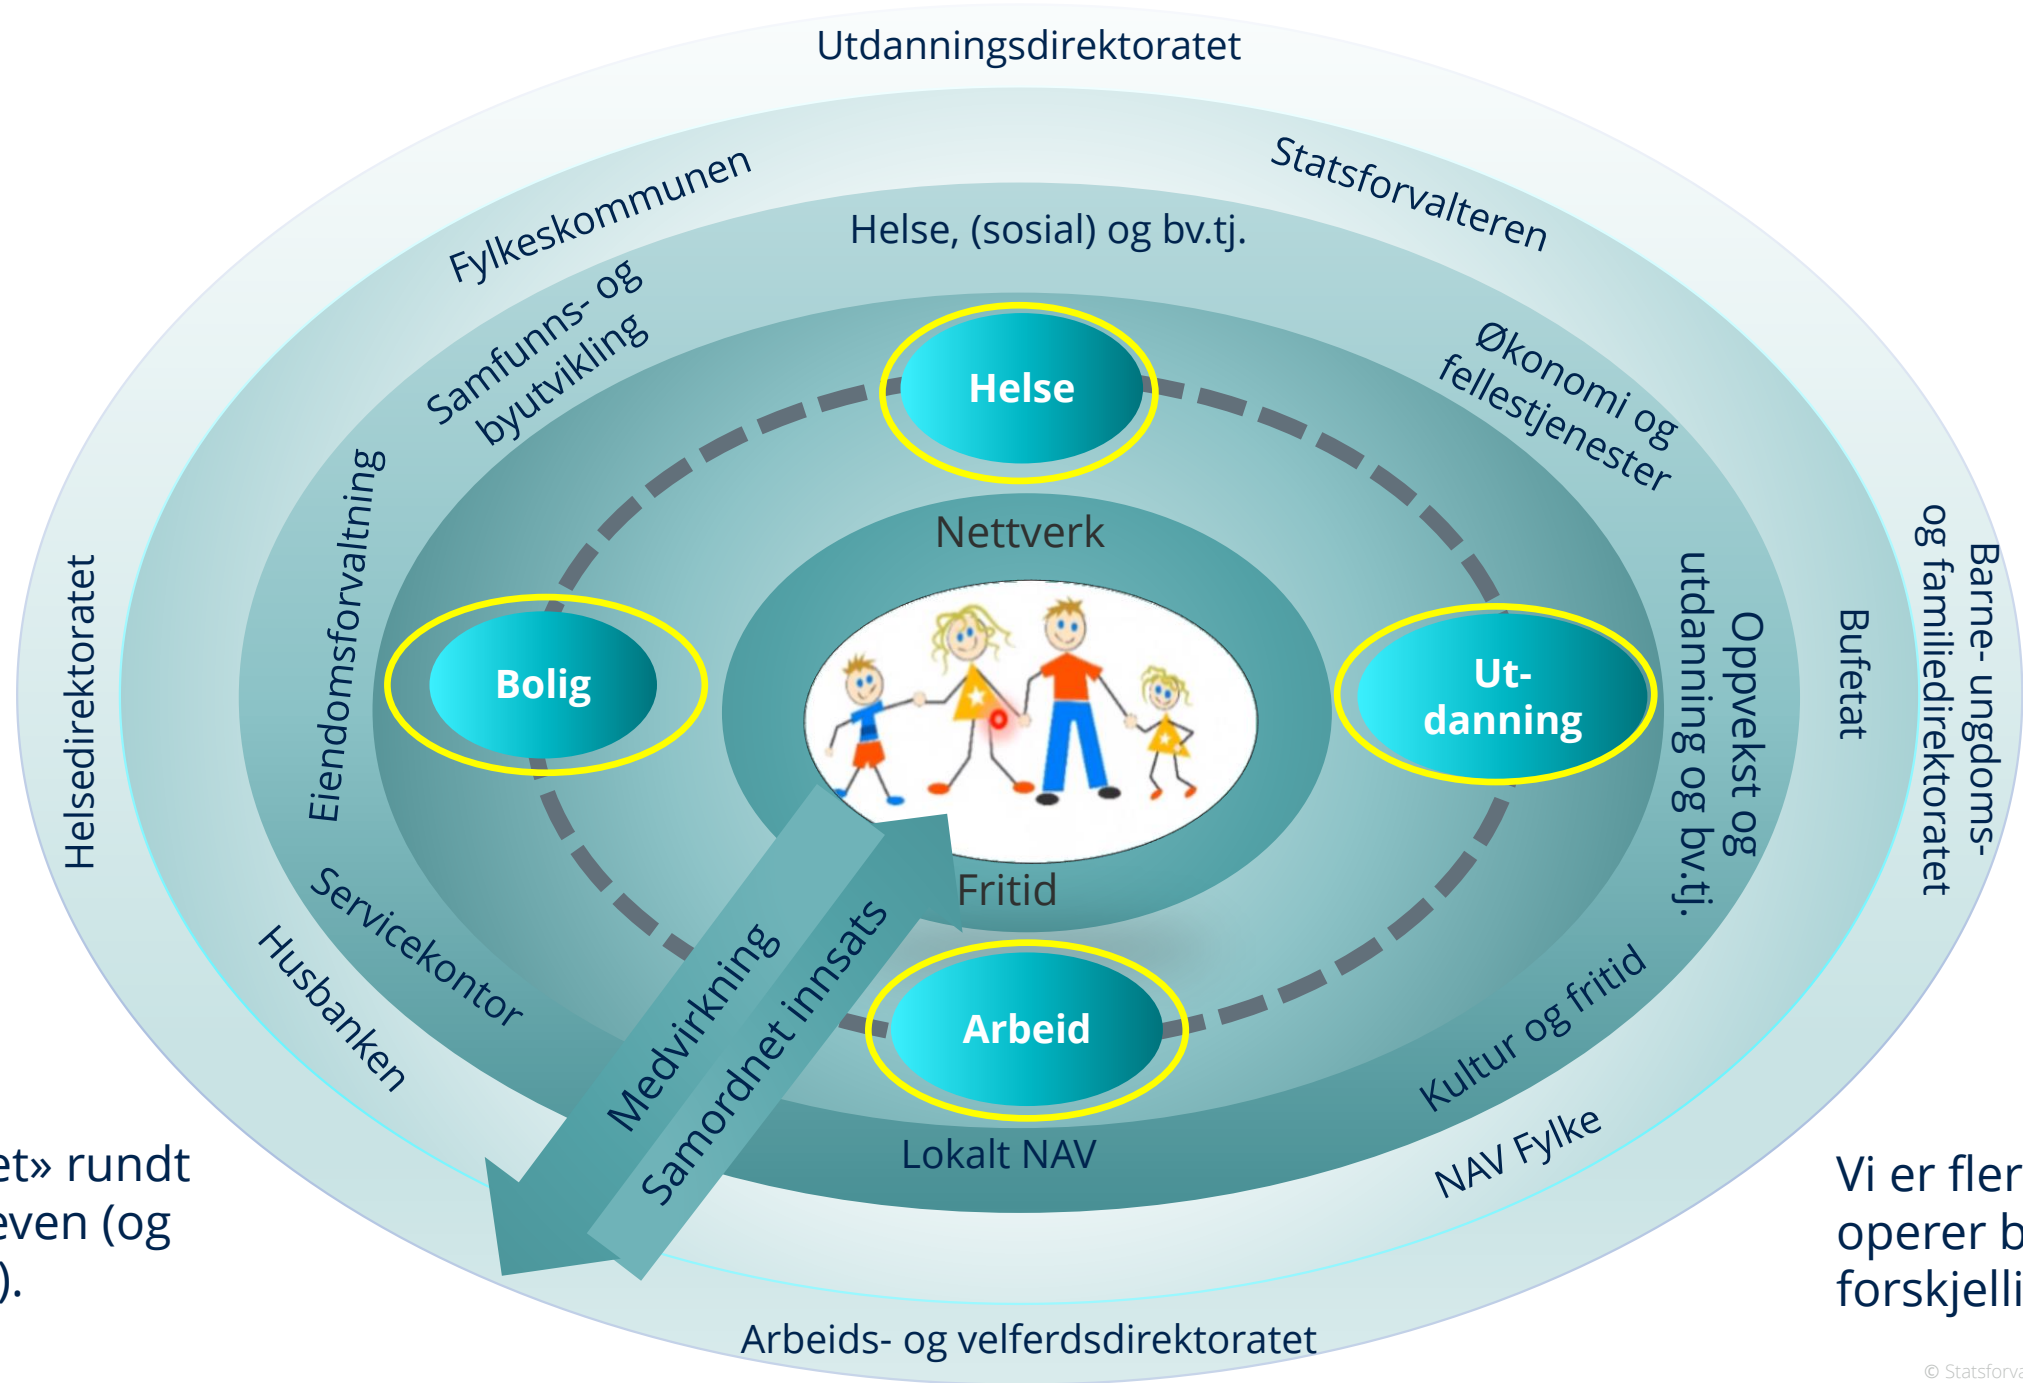 Utdanningsdirektoratet
Fylkeskommunen
Statsforvalteren
Helse, (sosial) og bv.tj.
Samfunns- og
byutvikling
Økonomi og
fellestjenester
Helse
Eiendomsforvaltning
Nettverk
Helsedirektoratet
Bolig
Ut-
danning
Oppvekst og
utdanning og bv.tj.
Bufetat
Barne- ungdoms-
og familiedirektoratet
Fritid
Servicekontor
Husbanken
Medvirkning
Samordnet innsats
Arbeid
Kultur og fritid
Lokalt NAV
NAV Fylke
et» rundt
even (og
).
Vi er fler
operer b
forskjelli
Arbeids- og velferdsdirektoratet
© Statsforva